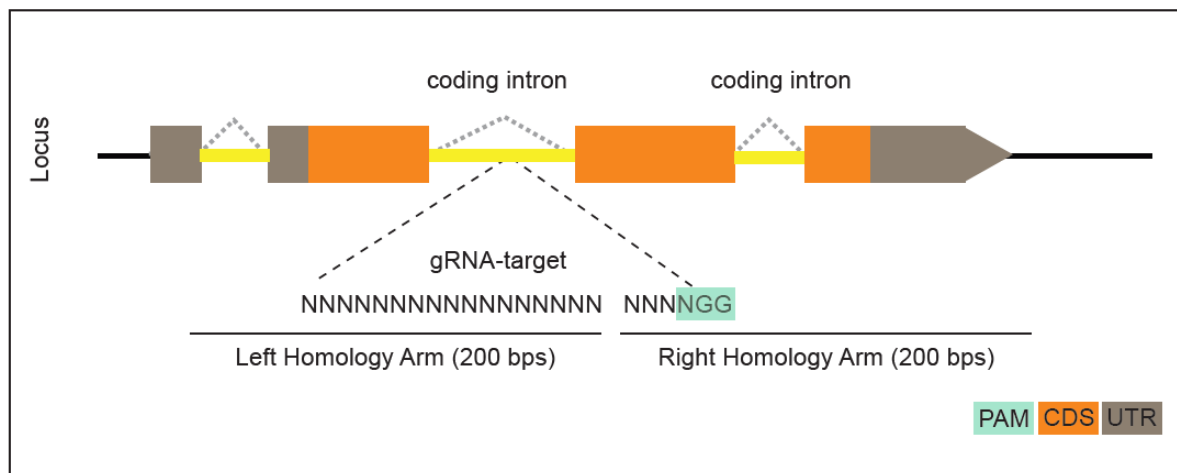 coding intron coding intron
Locus
gRNA-target
NNNNNNNNNNNNNNNNN NNNNGG
Left Homology Arm (200 bps) Right Homology Arm (200 bps)
PAM CDS UTR